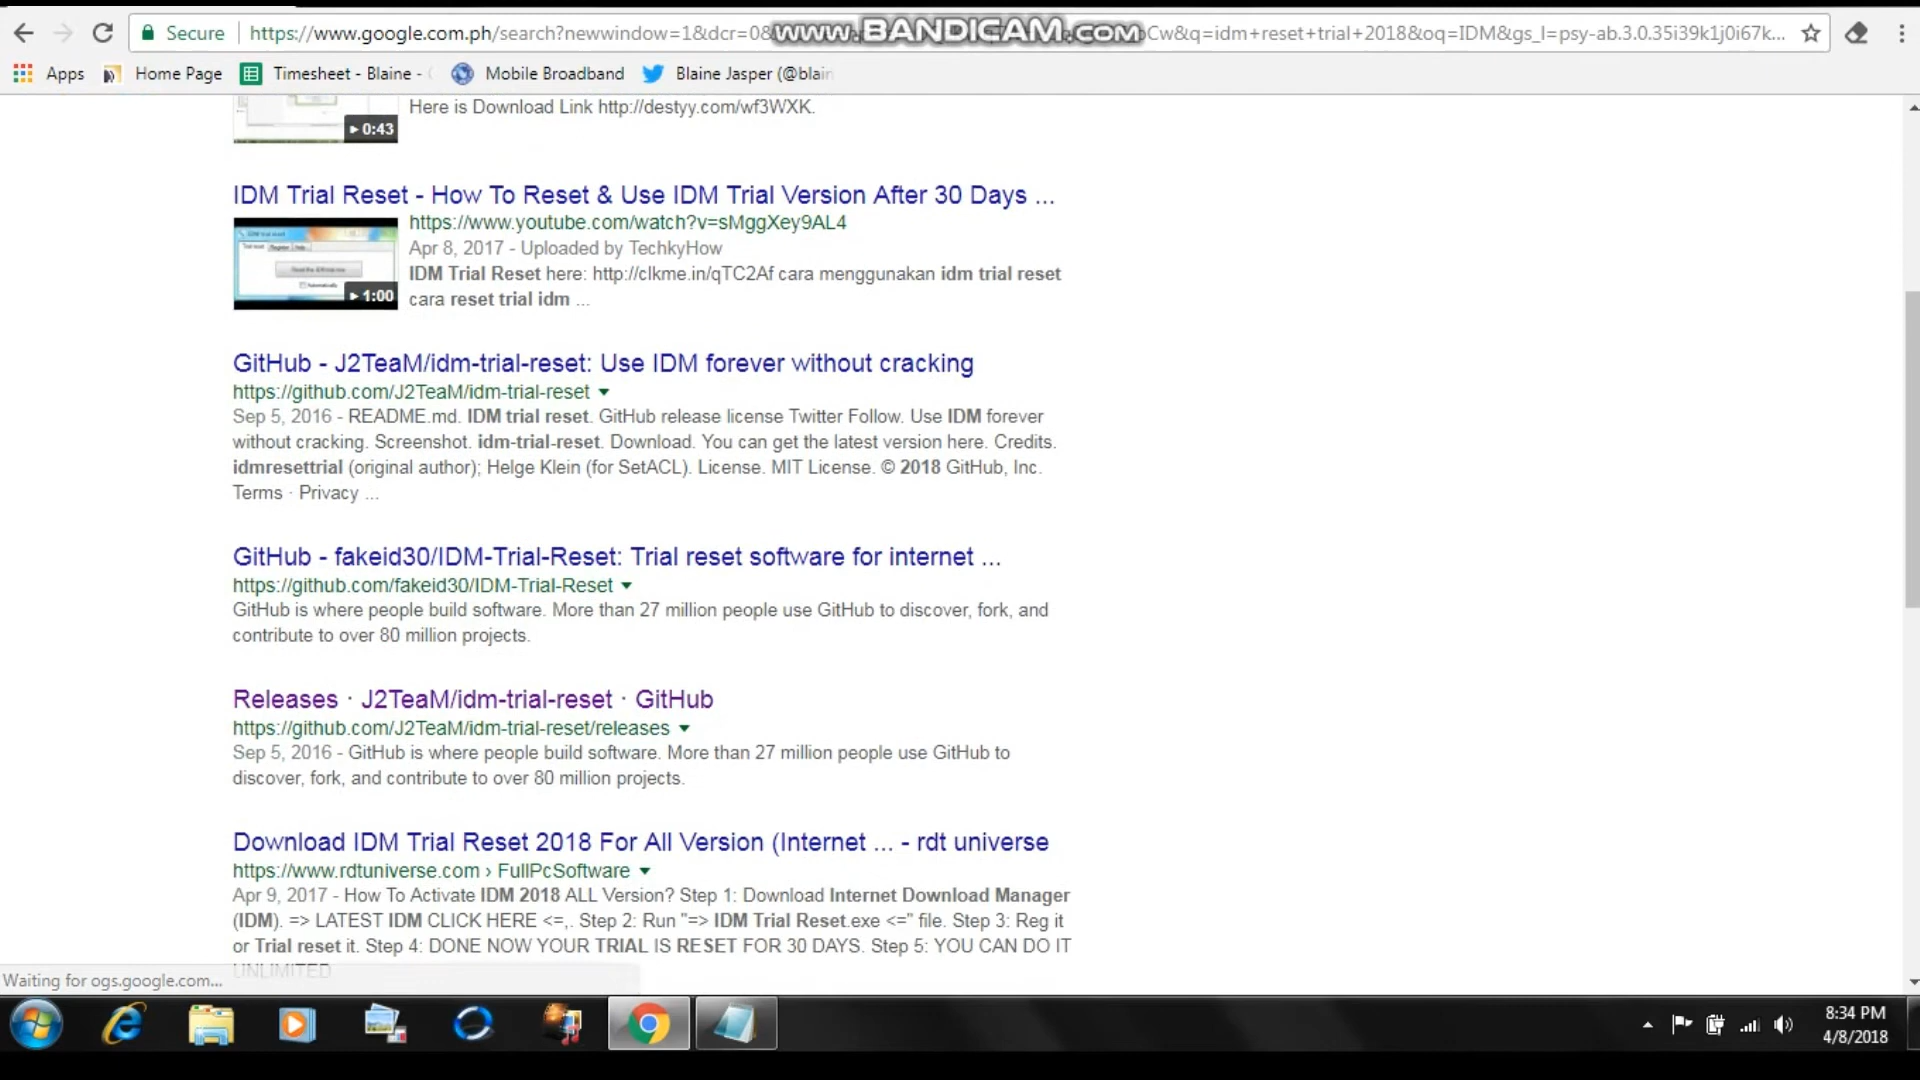 Secure
https://www.google.com.ph/search?newwindow=1&dcr=0&
www.BANDICAM.com
Cw&q=idm+reset+trial+2018&oq=IDM&gs_l=psy-ab.3.0.35i39k1j0i67k...
Apps
Home Page
Timesheet - Blaine -
Mobile Broadband
Blaine Jasper (@blain
0:43
Here is Download Link http://destyy.com/wf3WXK.
IDM Trial Reset - How To Reset & Use IDM Trial Version After 30 Days ...
https://www.youtube.com/watch?v=sMggXey9AL4
Apr 8, 2017 - Uploaded by TechkyHow
IDM Trial Reset here: http://clkme.in/qTC2Af cara menggunakan idm trial reset
cara reset trial idm ...
1:00
GitHub - J2TeaM/idm-trial-reset: Use IDM forever without cracking
https://github.com/J2TeaM/idm-trial-reset
Sep 5, 2016 - README.md. IDM trial reset. GitHub release license Twitter Follow. Use IDM forever
without cracking. Screenshot. idm-trial-reset. Download. You can get the latest version here. Credits.
idmresettrial (original author); Helge Klein (for SetACL). License. MIT License. © 2018 GitHub, Inc.
Terms · Privacy ...
GitHub - fakeid30/IDM-Trial-Reset: Trial reset software for internet ...
https://github.com/fakeid30/IDM-Trial-Reset
GitHub is where people build software. More than 27 million people use GitHub to discover, fork, and
contribute to over 80 million projects.
Releases · J2TeaM/idm-trial-reset · GitHub
https://github.com/J2TeaM/idm-trial-reset/releases
Sep 5, 2016 - GitHub is where people build software. More than 27 million people use GitHub to
discover, fork, and contribute to over 80 million projects.
Download IDM Trial Reset 2018 For All Version (Internet ... - rdt universe
https://www.rdtuniverse.com › FullPcSoftware
Apr 9, 2017 - How To Activate IDM 2018 ALL Version? Step 1: Download Internet Download Manager
(IDM). => LATEST IDM CLICK HERE <=,. Step 2: Run "=> IDM Trial Reset.exe <=" file. Step 3: Reg it
or Trial reset it. Step 4: DONE NOW YOUR TRIAL IS RESET FOR 30 DAYS. Step 5: YOU CAN DO IT
UNLIMITED
Waiting for ogs.google.com...
8:34 PM
4/8/2018